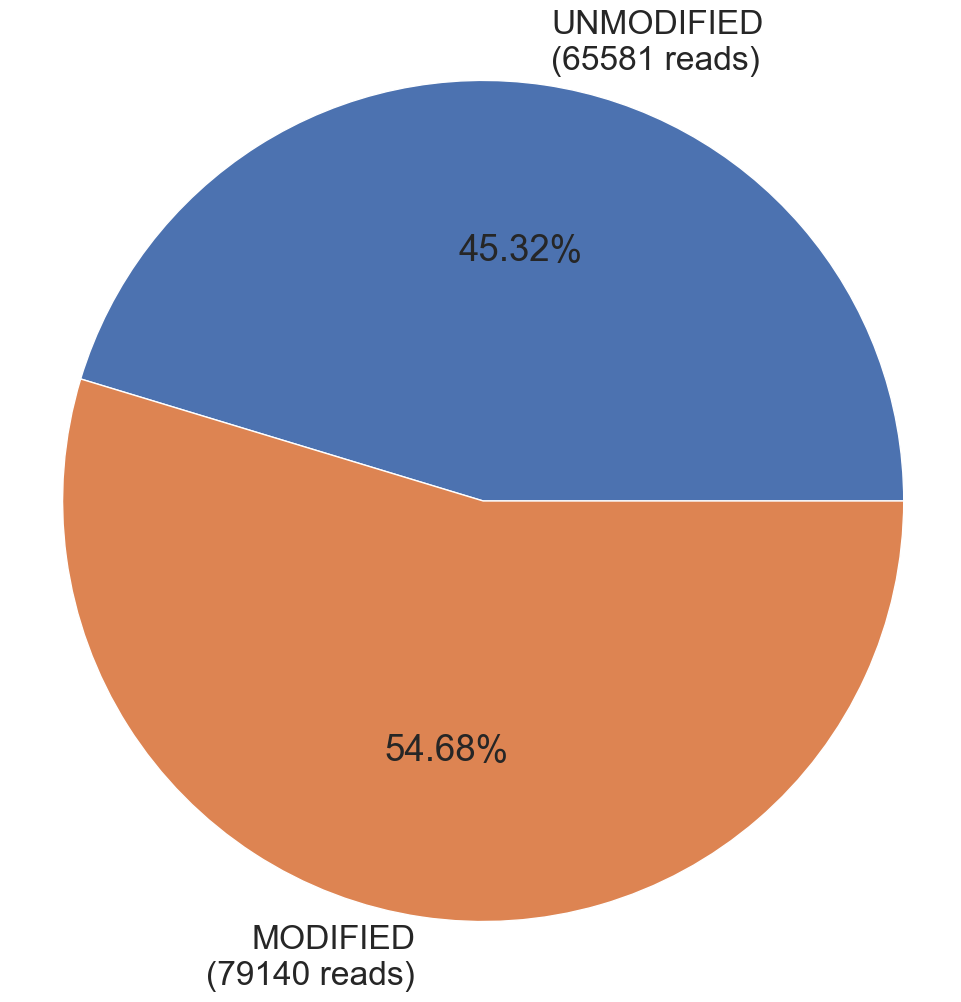 UNMODIFIED
(65581 reads)
45.32%
54.68%
MODIFIED
(79140 reads)